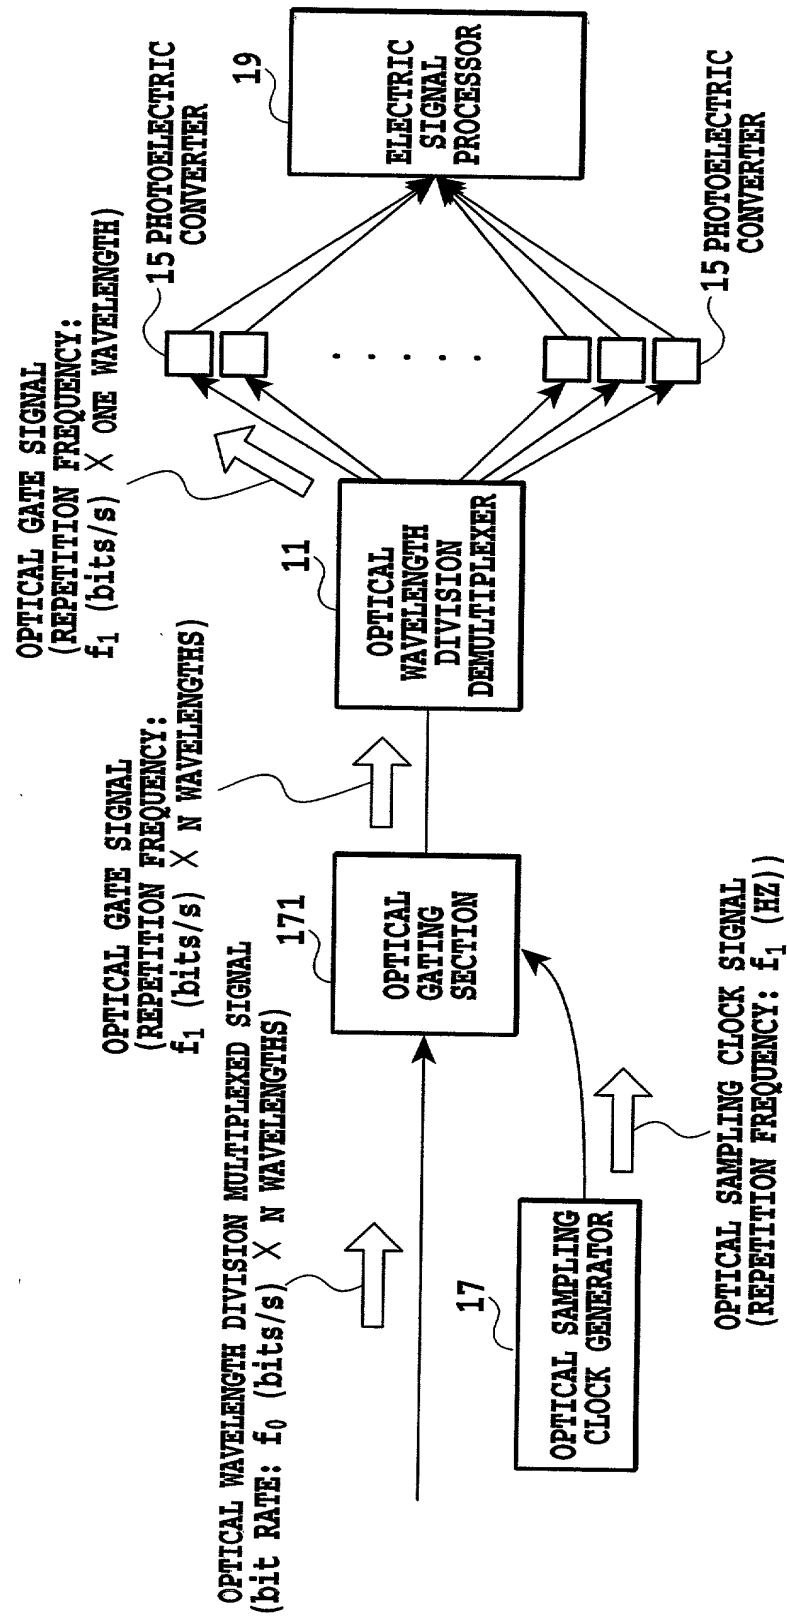 OPTICAL WAVELENGTH DIVISION MULTIPLEXED SIGNAL
(bit RATE: f0 (bits/s) × N WAVELENGTHS)
OPTICAL GATE SIGNAL
(REPETITION FREQUENCY:
f1 (bits/s) × N WAVELENGTHS)
OPTICAL GATE SIGNAL
(REPETITION FREQUENCY:
f1 (bits/s) × ONE WAVELENGTH)
15 PHOTOELECTRIC
CONVERTER
19
ELECTRIC
SIGNAL
PROCESSOR
171
OPTICAL
GATING
SECTION
11
OPTICAL
WAVELENGTH
DIVISION
DEMULTIPLEXER
.....
17
OPTICAL SAMPLING
CLOCK GENERATOR
OPTICAL SAMPLING CLOCK SIGNAL
(REPETITION FREQUENCY: f1 (HZ))
15 PHOTOELECTRIC
CONVERTER